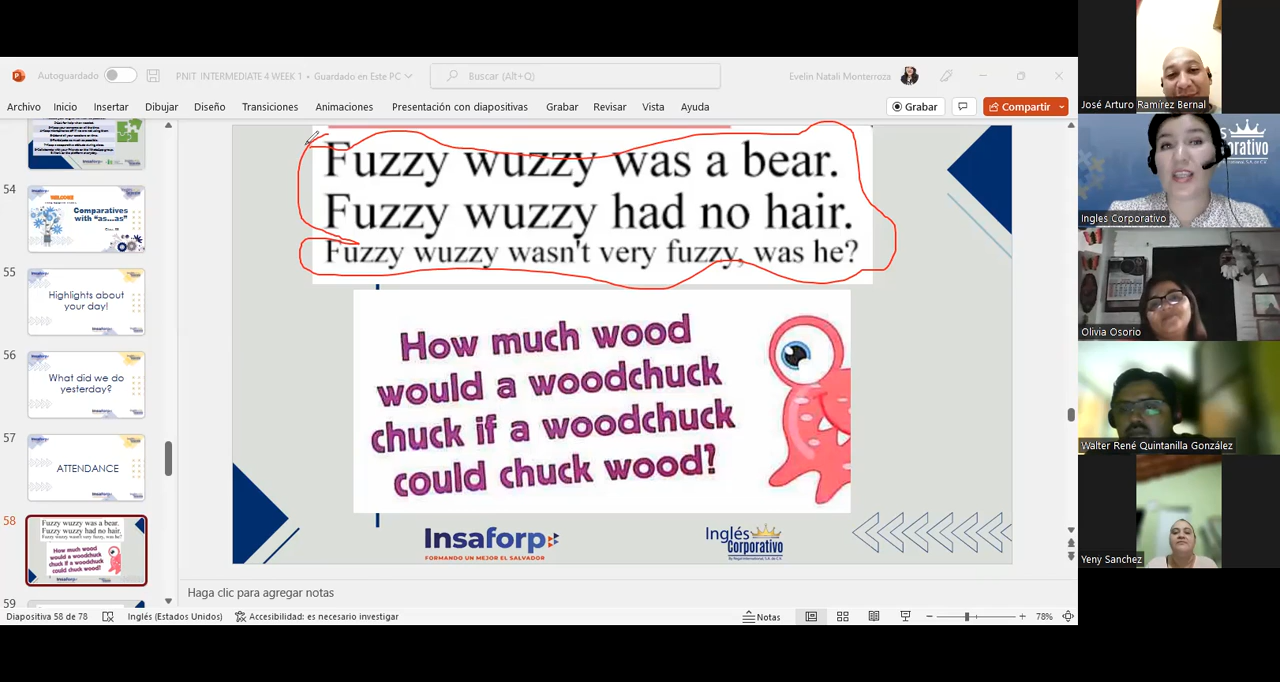 Autoguardado
PNIT INTERMEDIATE 4 WEEK 1 • Guardado en Este PC
Buscar (Alt+Q)
Evelin Natali Monterroza
Archivo Inicio Insertar Dibujar Diseño Transiciones Animaciones Presentación con diapositivas Grabar Revisar Vista Ayuda
Grabar
Compartir
54
WELCOME
Comparatives with "as...as"
55
Highlights about
your day!
56
What did we do
yesterday?
57
ATTENDANCE
58
Fuzzy wuzzy was a bear.
Fuzzy wuzzy had no hair.
Fuzzy wuzzy wasn't very fuzzy, was he?
How much wood
would a woodchuck
chuck if a woodchuck
could chuck wood?
59
Fuzzy wuzzy was a bear.
Fuzzy wuzzy had no hair.
Fuzzy wuzzy wasn't very fuzzy, was he?
How much wood
would a woodchuck
chuck if a woodchuck
could chuck wood?
Insaforp
FORMANDO UN MEJOR EL SALVADOR
Inglés
Corporativo
Haga clic para agregar notas
Diapositiva 58 de 78
Inglés (Estados Unidos)
Accesibilidad: es necesario investigar
Notas
78%
José Arturo Ramírez Bernal
Ingles Corporativo
Olivia Osorio
Walter René Quintanilla González
Yeny Sanchez